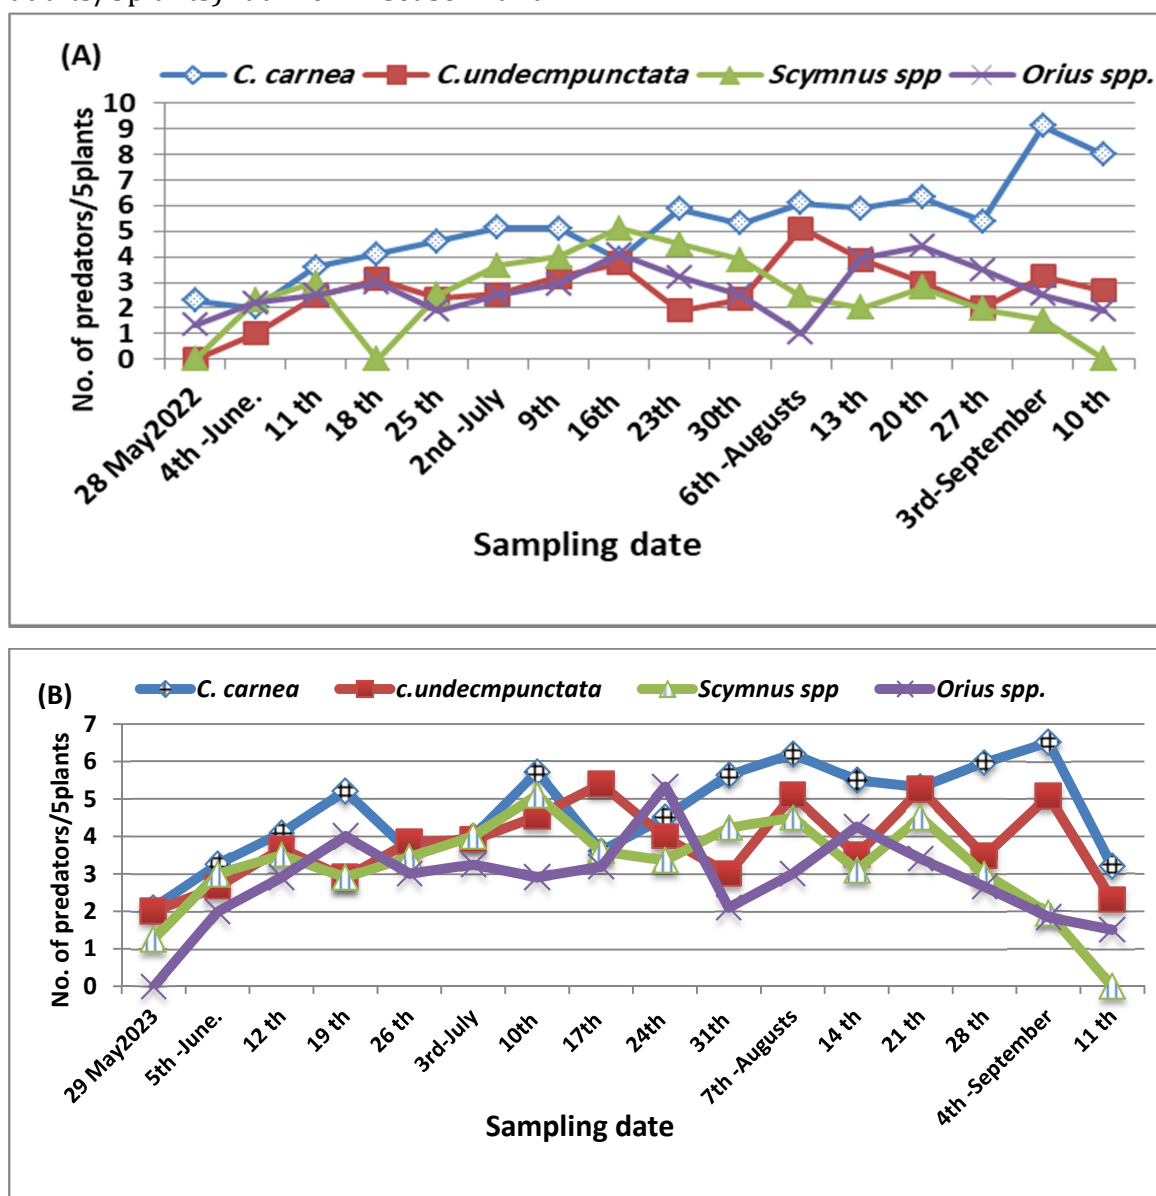 (A)
C. carnea C.undecmpunctata Scymnus spp Orius spp.
No. of predators/5plants
10
9
8
7
6
5
4
3
2
1
0
28 May2022 4th -June. 11 th 18 th 25 th 2nd -July 9th 16th 23th 30th 6th -Augusts 13 th 20 th 27 th 3rd-September 10 th
Sampling date
(B)
C. carnea c.undecmpunctata Scymnus spp Orius spp.
No. of predators/5plants
7
6
5
4
3
2
1
0
29 May2023 5th -June. 12 th 19 th 26 th 3rd-July 10th 17th 24th 31th 7th -Augusts 14 th 21 th 28 th 4th -September 11 th
Sampling date